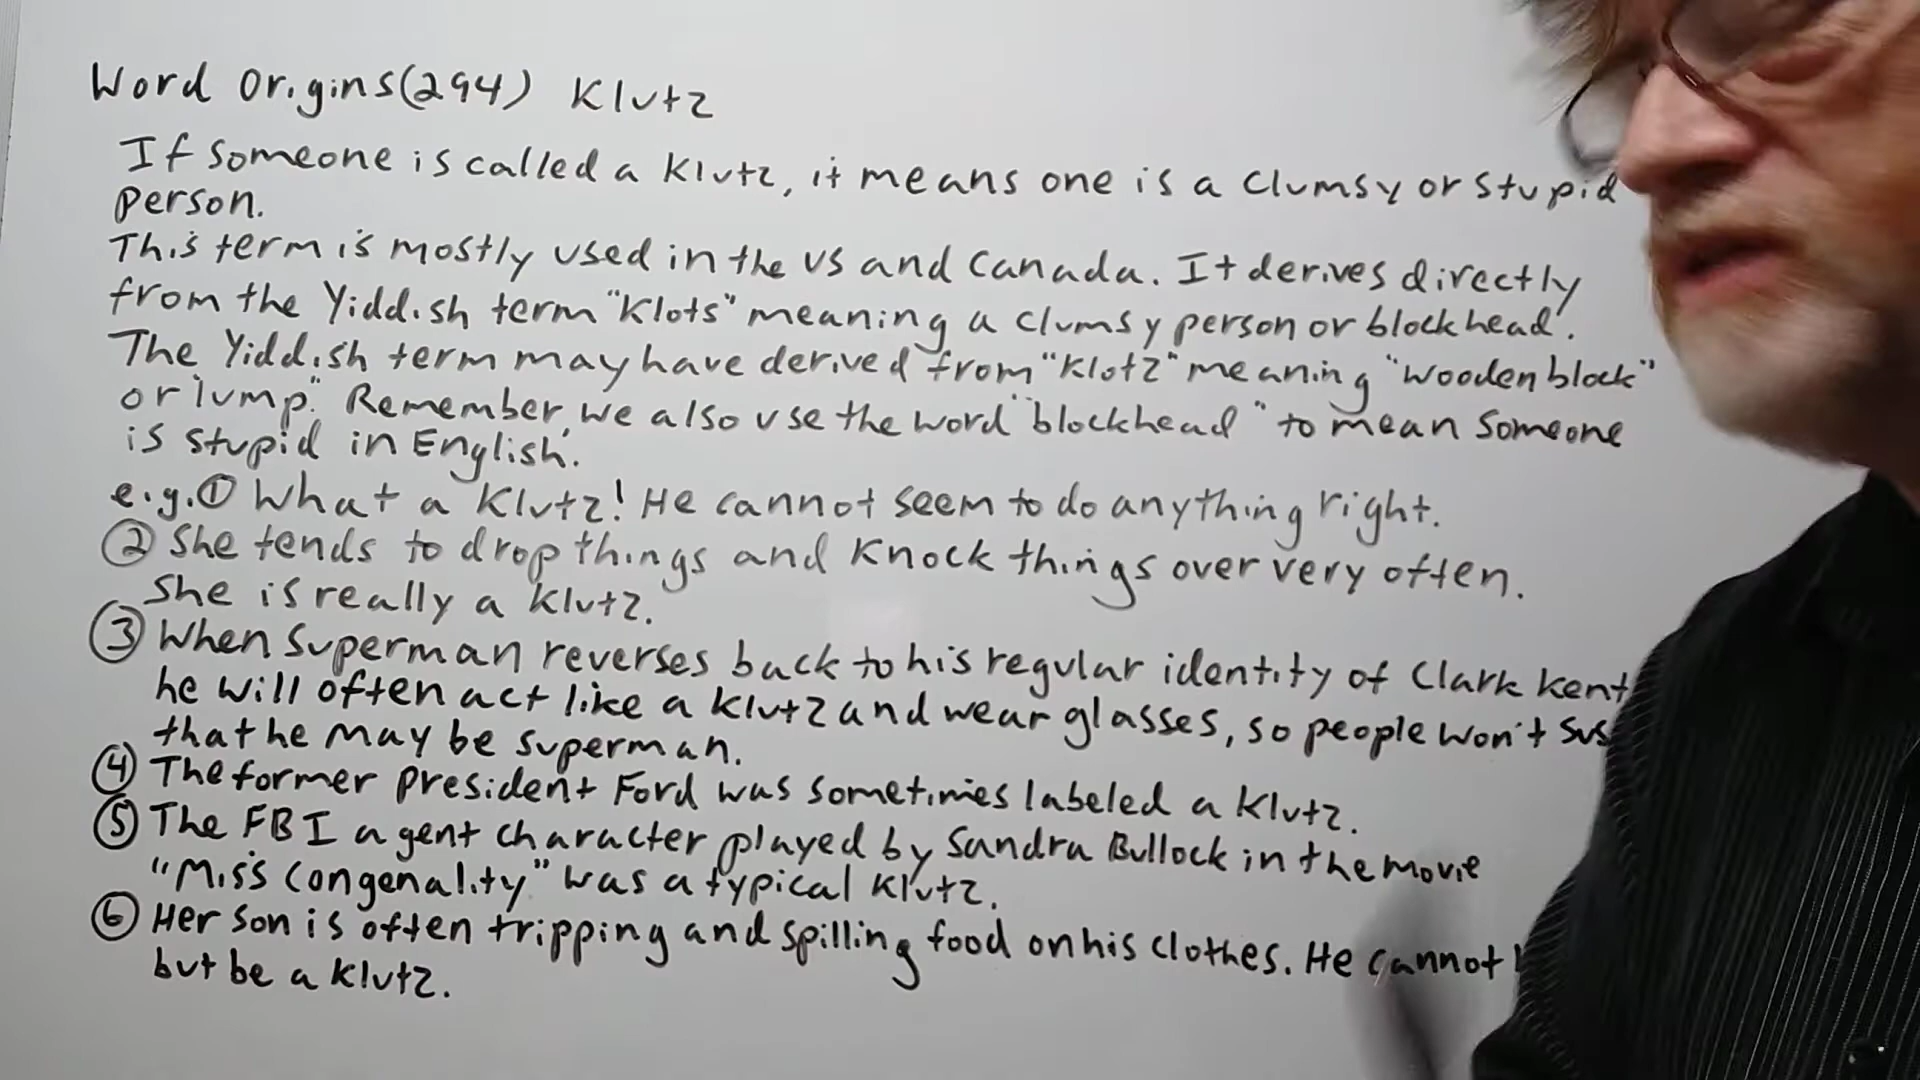 Word Origins(294) Klutz
If someone is called a Klutz, it means one is a clumsy or stupid
person.
This term is mostly used in the US and Canada. It derives directly
from the Yiddish term "Klots" meaning a clumsy person or blockhead.
The Yiddish term may have derived from "Klotz" meaning "wooden block"
or "lump." Remember, we also use the word "blockhead" to mean someone
is stupid in English.
e.g. ① What a Klutz! He cannot seem to do anything right.
② She tends to drop things and knock things over very often.
She is really a klutz.
③ When Superman reverses back to his regular identity of Clark Kent
he will often act like a klutz and wear glasses, so people won't sus
that he may be superman.
④ The former president Ford was sometimes labeled a Klutz.
⑤ The FBI agent character played by Sandra Bullock in the movie
"Miss Congenality" was a typical klutz.
⑥ Her son is often tripping and spilling food on his clothes. He cannot
but be a klutz.